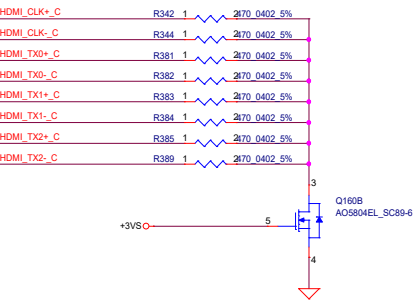 HDMI_CLK+_C R342 1 2 470_0402_5%
HDMI_CLK-_C R344 1 2 470_0402_5%
HDMI_TX0+_C R381 1 2 470_0402_5%
HDMI_TX0-_C R382 1 2 470_0402_5%
HDMI_TX1+_C R383 1 2 470_0402_5%
HDMI_TX1-_C R384 1 2 470_0402_5%
HDMI_TX2+_C R385 1 2 470_0402_5%
HDMI_TX2-_C R389 1 2 470_0402_5%
3
Q160B
AO5804EL_SC89-6
+3VS 5
4